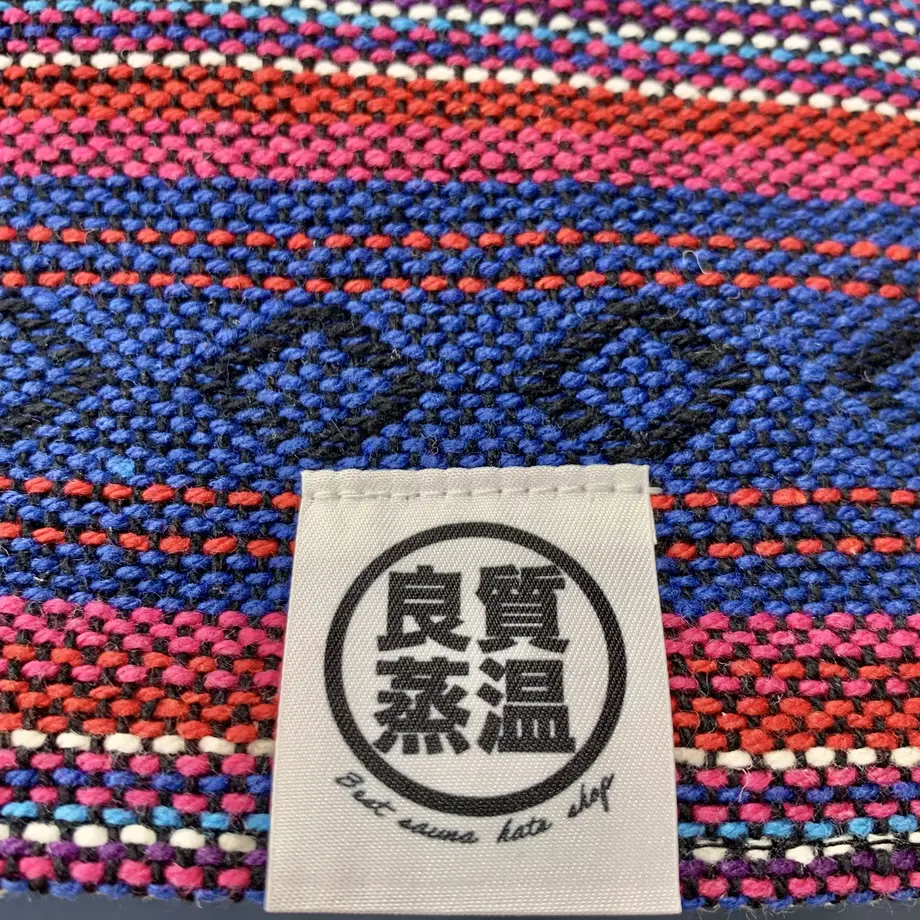 良質
蒸温
Best sauna hats shop